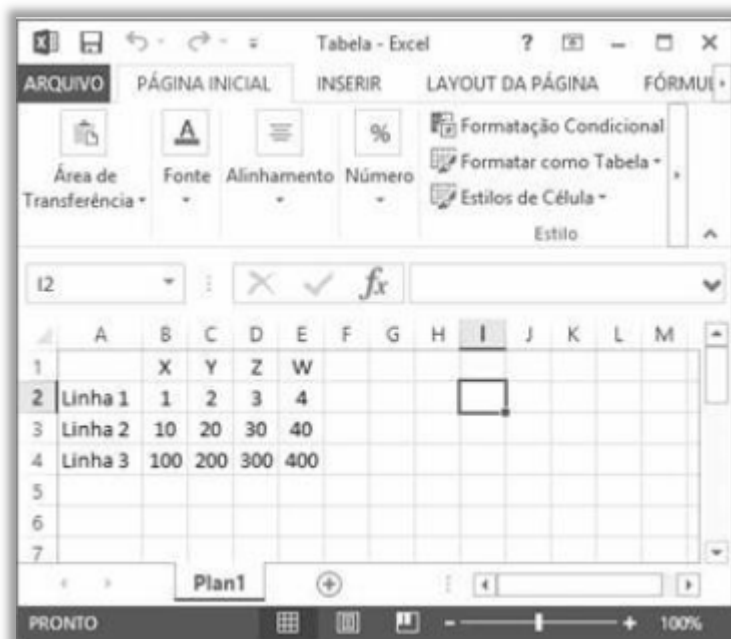 Tabela - Excel ?
ARQUIVO PÁGINA INICIAL INSERIR LAYOUT DA PÁGINA FÓRMUL
Área de Transferência
Fonte
Alinhamento
%
Número
Formatação Condicional
Formatar como Tabela
Estilos de Célula
Estilo
I2 fx
A B C D E F G H I J K L M
1 X Y Z W
2 Linha 1 1 2 3 4
3 Linha 2 10 20 30 40
4 Linha 3 100 200 300 400
5
6
7
Plan1
PRONTO 100%